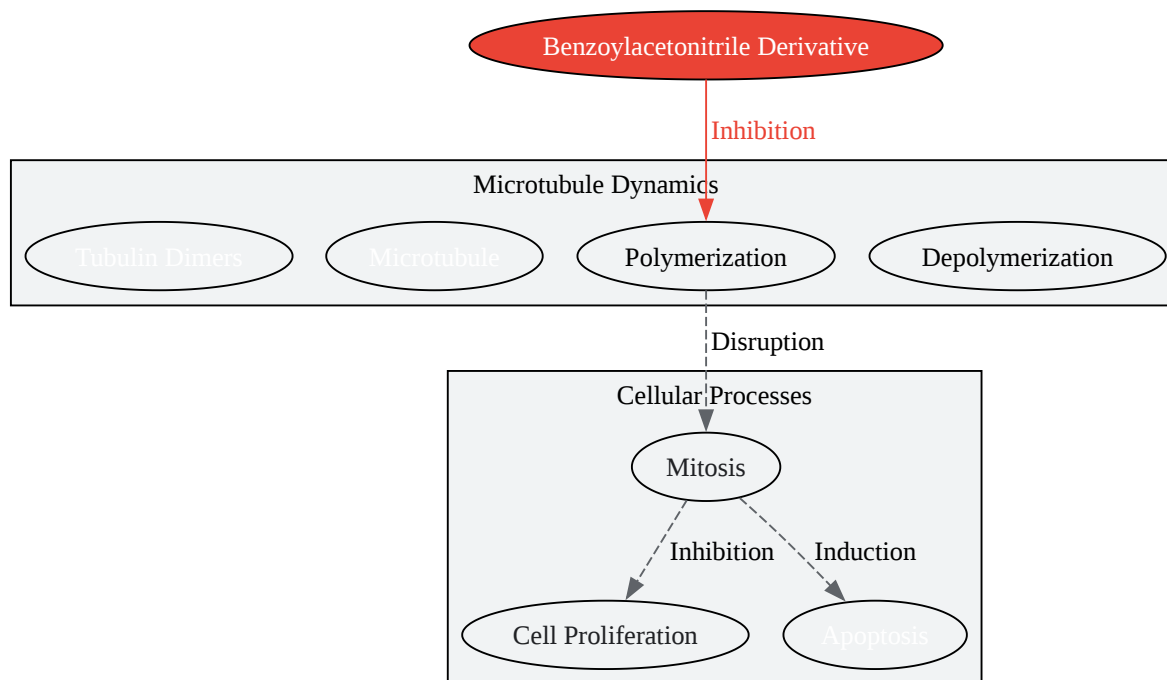 Benzoylacetonitrile Derivative
Inhibition
Microtubule Dynamics
Tubulin Dimers
Microtubule
Polymerization
Depolymerization
Disruption
Cellular Processes
Mitosis
Inhibition
Induction
Cell Proliferation
Apoptosis